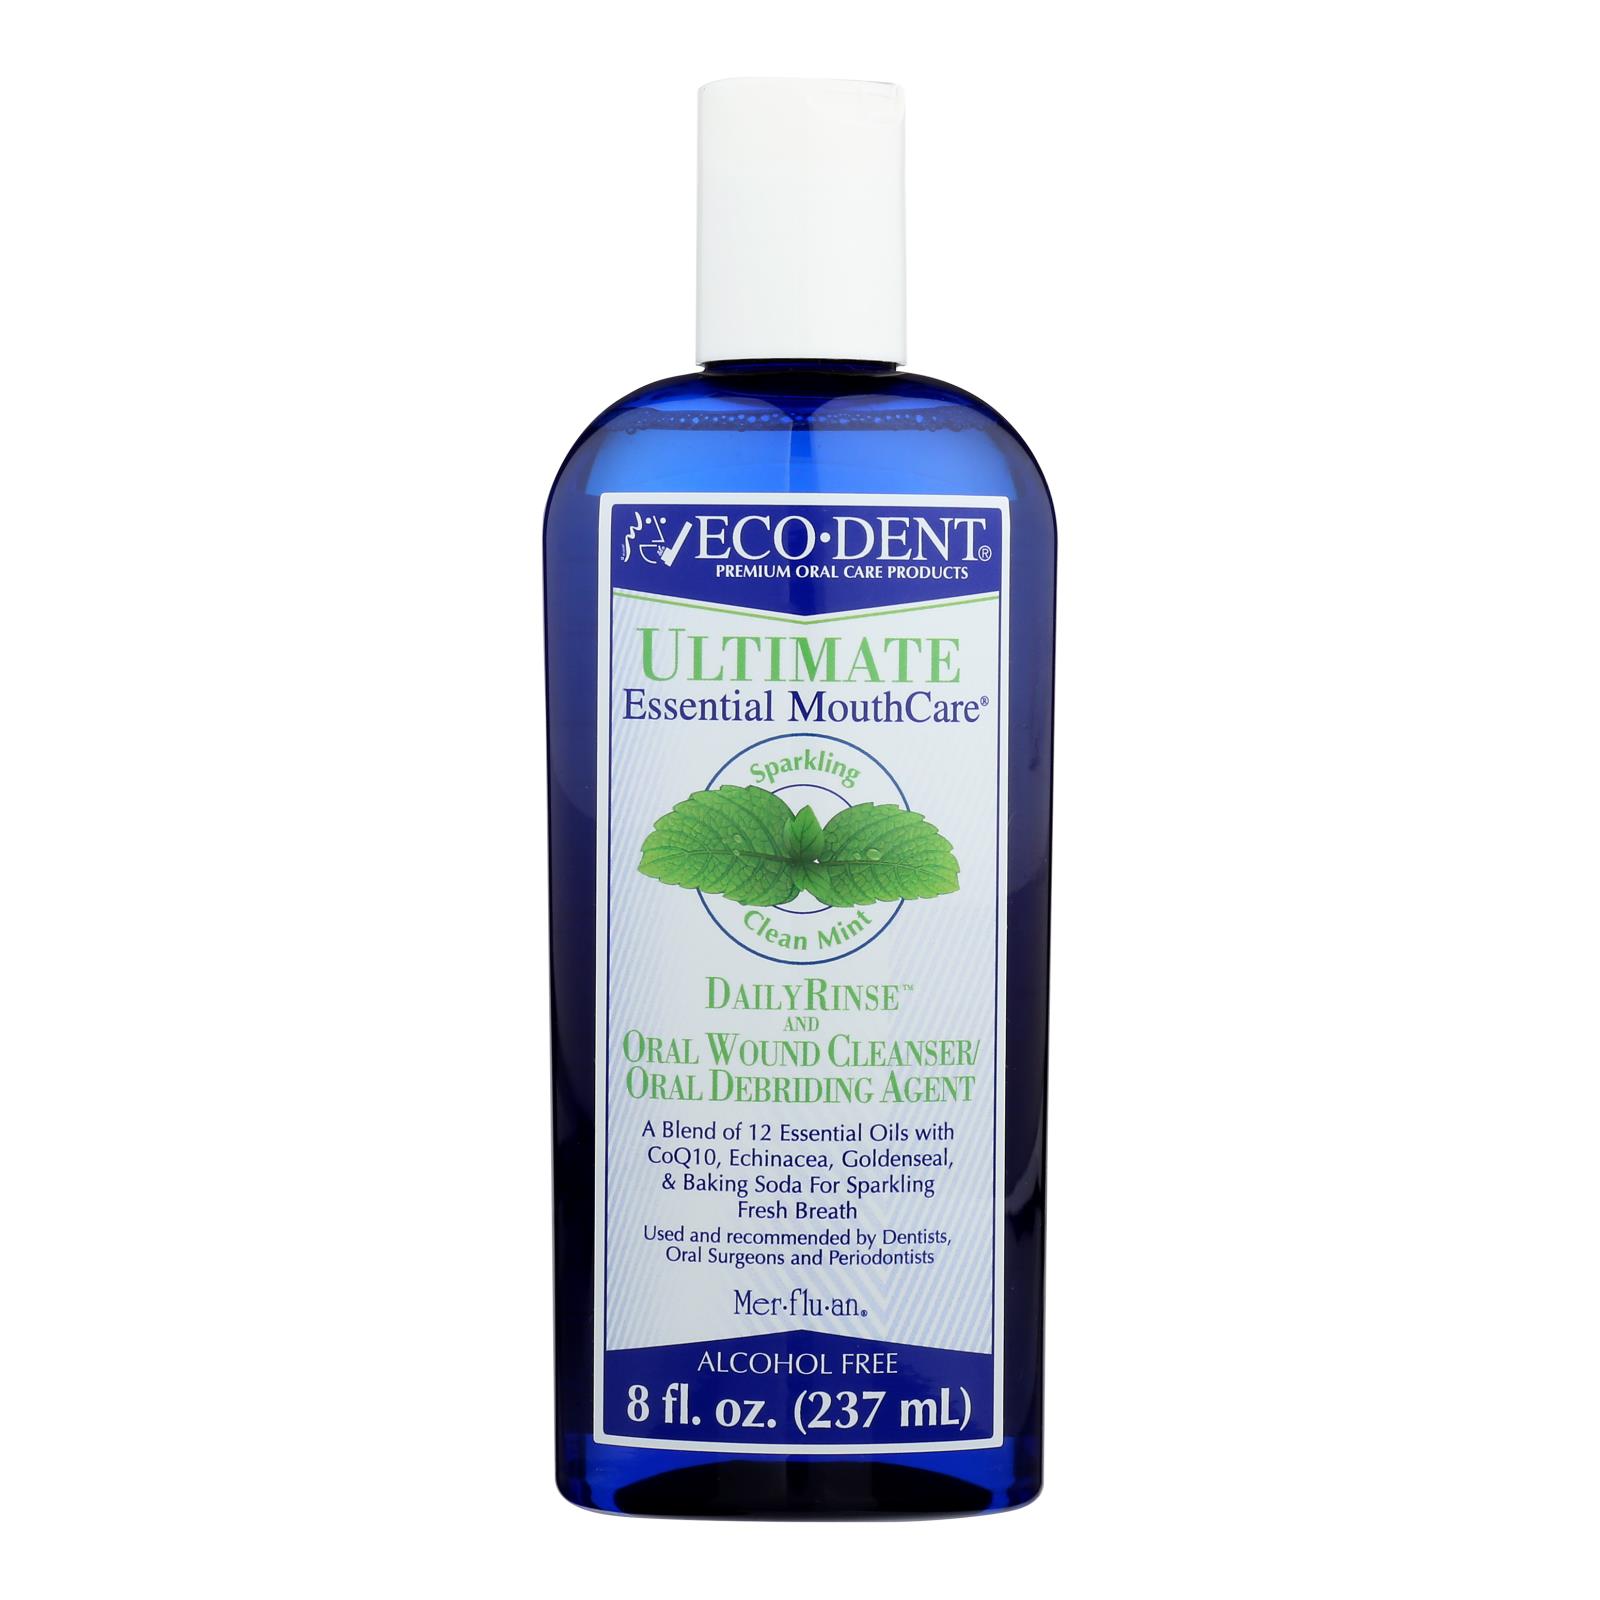 ECO·DENT®
PREMIUM ORAL CARE PRODUCTS
ULTIMATE
Essential MouthCare®
Sparkling
Clean Mint
DAILYRINSE™
AND
ORAL WOUND CLEANSER/
ORAL DEBRIDING AGENT
A Blend of 12 Essential Oils with
CoQ10, Echinacea, Goldenseal,
& Baking Soda For Sparkling
Fresh Breath
Used and recommended by Dentists,
Oral Surgeons and Periodontists
Mer·flu·an®
ALCOHOL FREE
8 fl. oz. (237 mL)